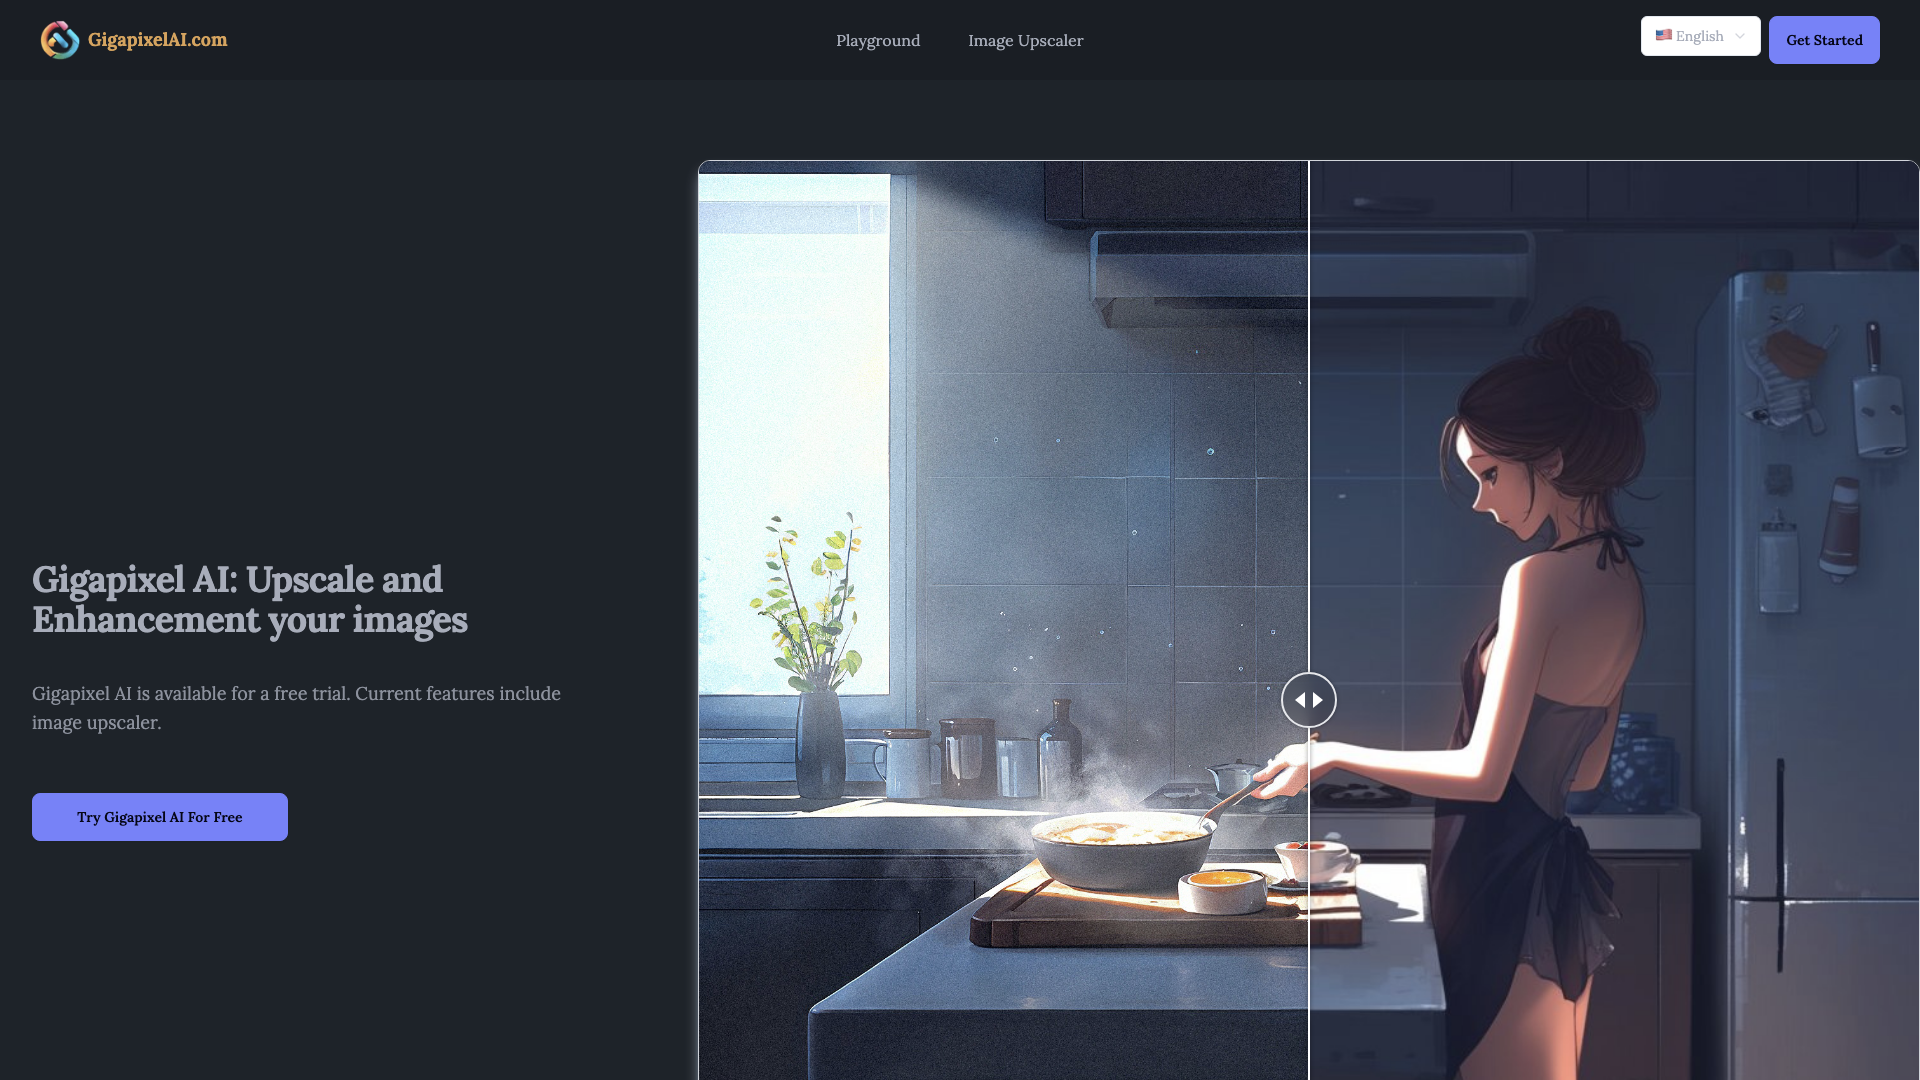 GigapixelAI.com
Playground
Image Upscaler
English
Get Started
Gigapixel AI: Upscale and
Enhancement your images
Gigapixel AI is available for a free trial. Current features include
image upscaler.
Try Gigapixel AI For Free